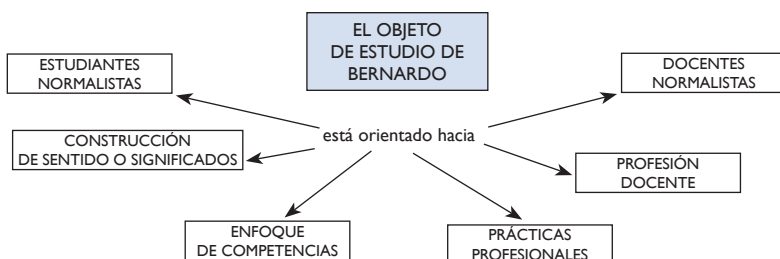 EL OBJETO
DE ESTUDIO DE
BERNARDO
ESTUDIANTES
NORMALISTAS
DOCENTES
NORMALISTAS
está orientado hacia
CONSTRUCCIÓN
DE SENTIDO O SIGNIFICADOS
PROFESIÓN
DOCENTE
ENFOQUE
DE COMPETENCIAS
PRÁCTICAS
PROFESIONALES